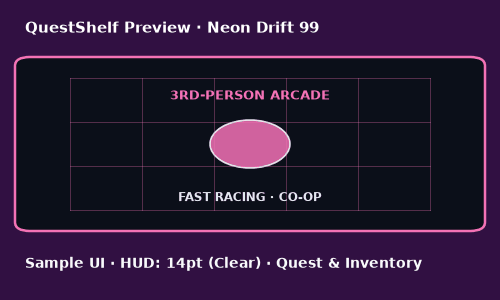 QuestShelf Preview · Neon Drift 99
3RD-PERSON ARCADE
FAST RACING · CO-OP
Sample UI · HUD: 14pt (Clear) · Quest & Inventory